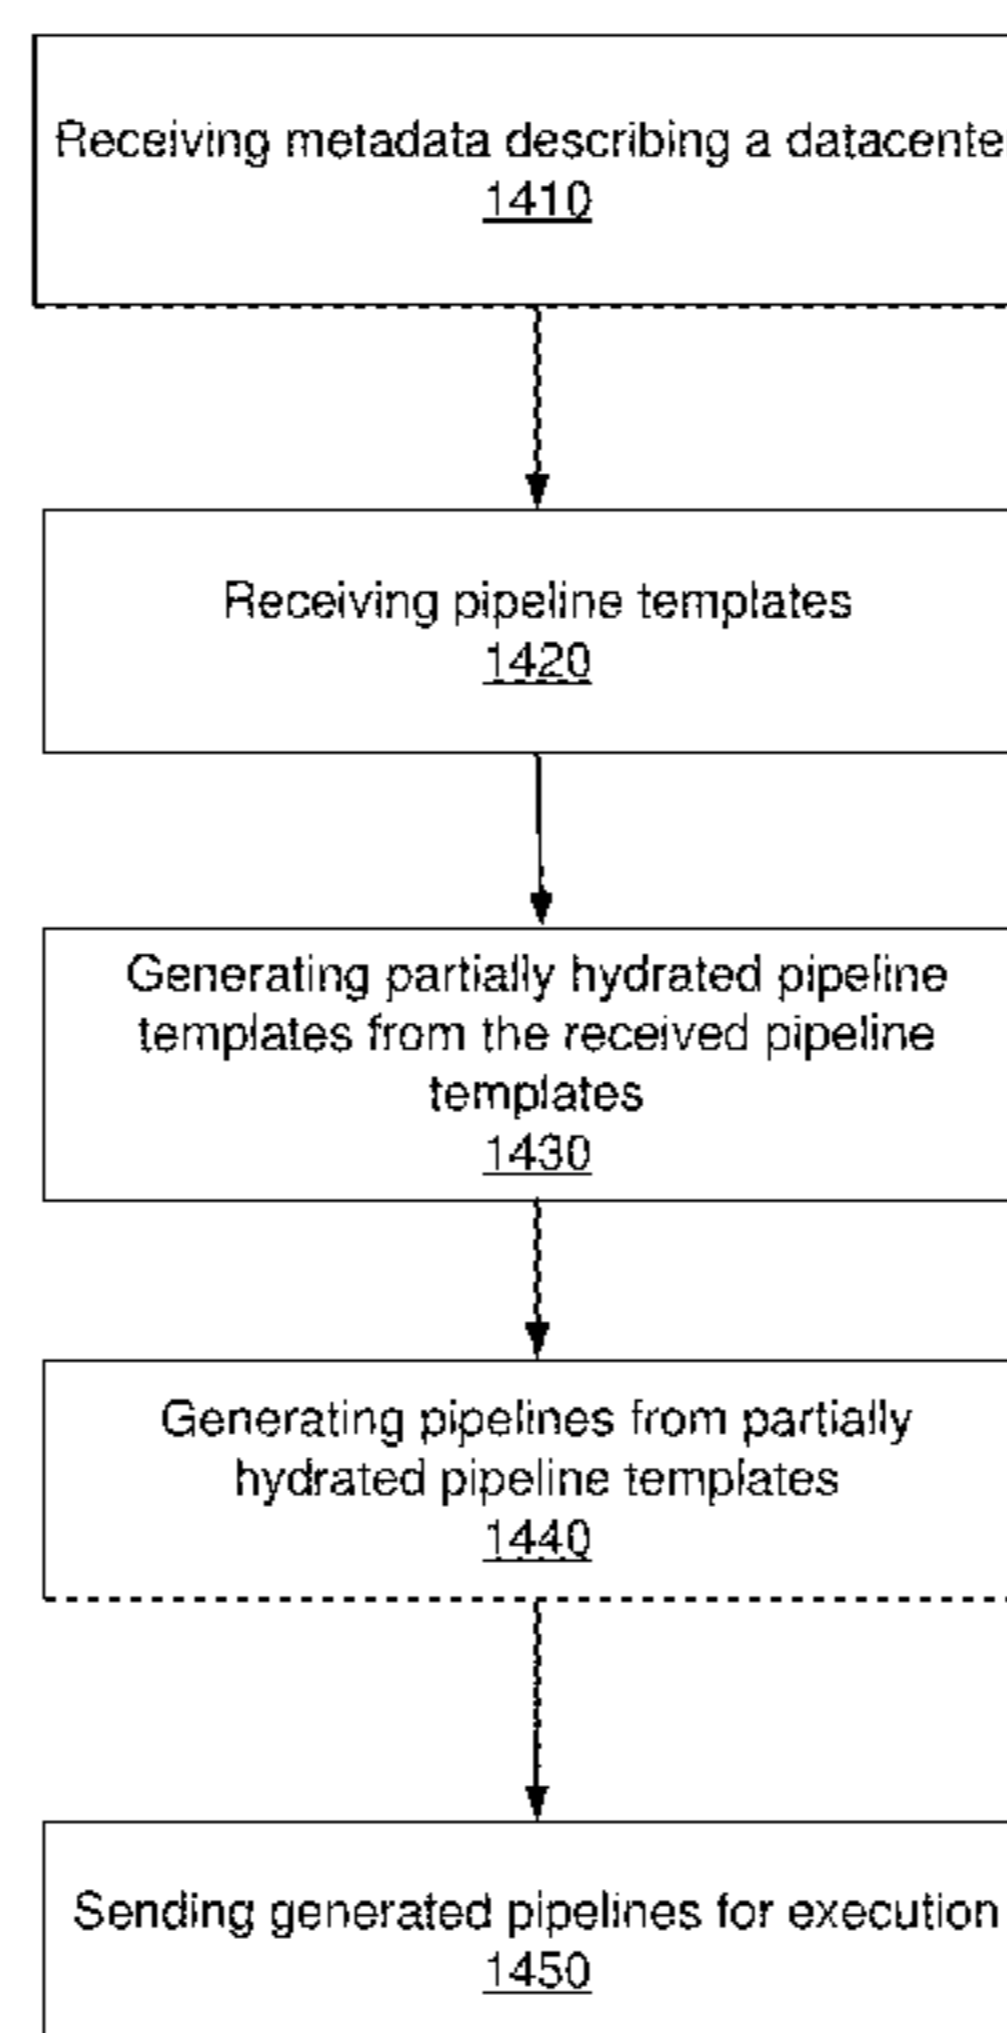 Receiving metadata describing a datacente
1410
Receiving pipeline templates
1420
Generating partially hydrated pipeline
templates from the received pipeline
templates
1430
Generating pipelines from partially
hydrated pipeline templates
1440
Sending generated pipelines for execution
1450